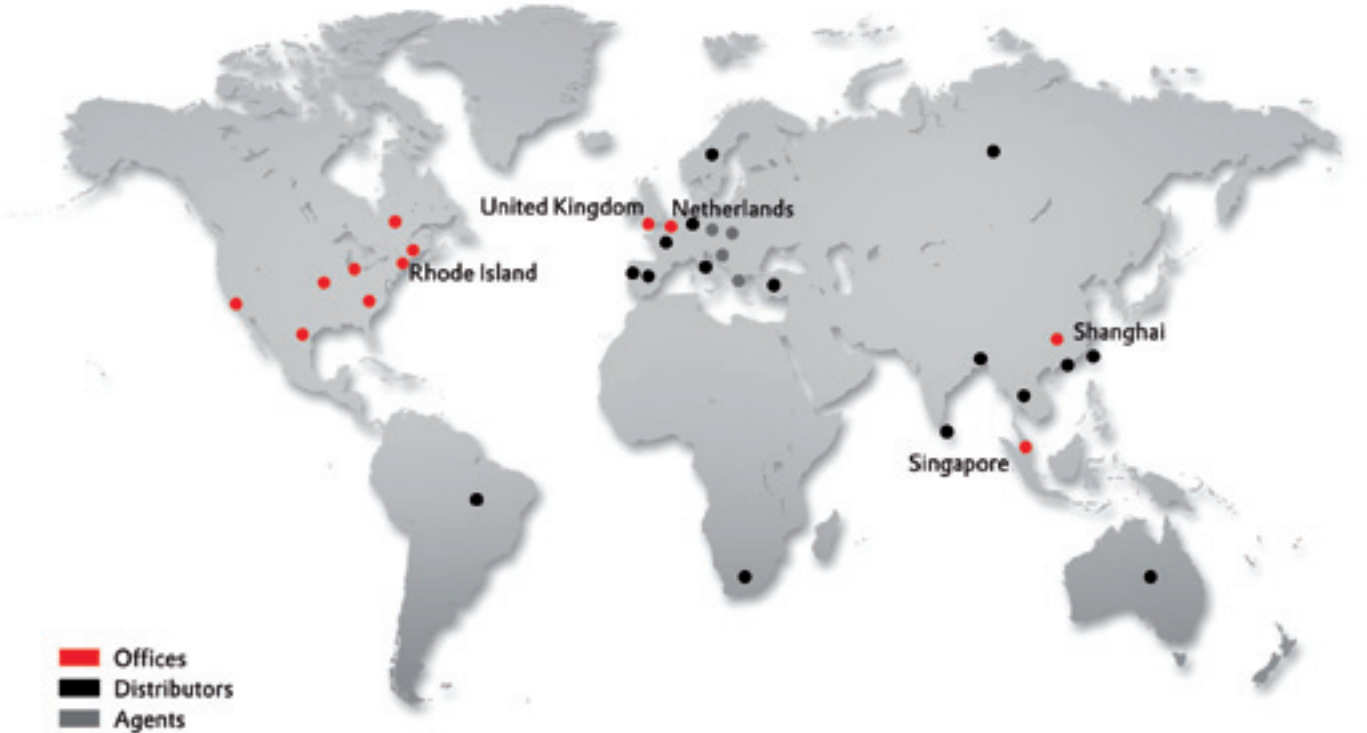 United Kingdom
Netherlands
Rhode Island
Shanghai
Singapore
Offices
Distributors
Agents